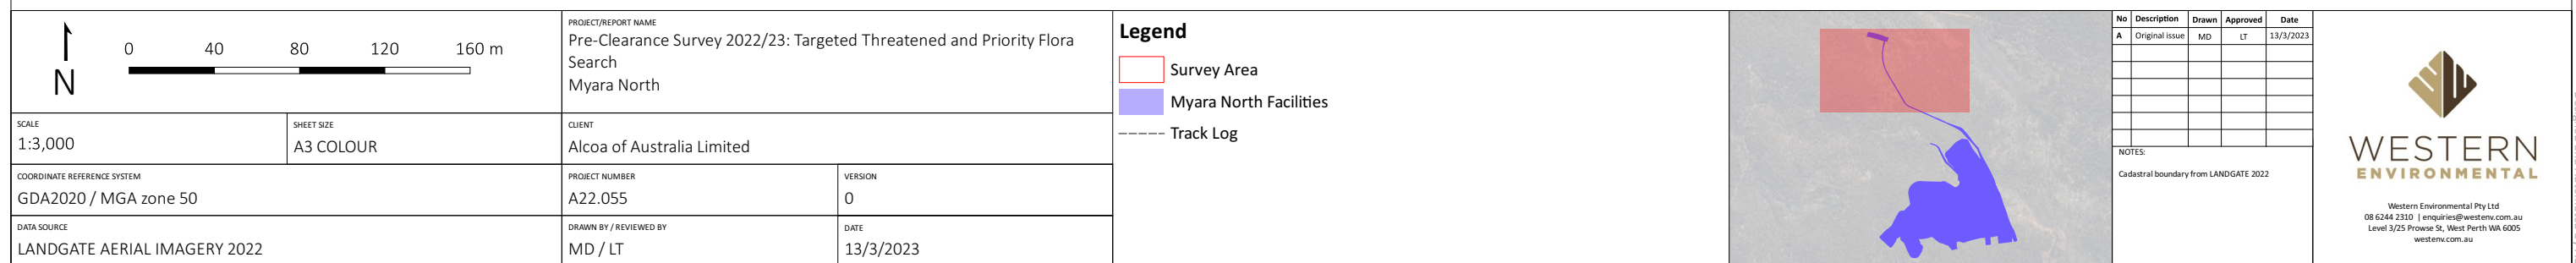 N
0 40 80 120 160 m
SCALE
1:3,000
SHEET SIZE
A3 COLOUR
COORDINATE REFERENCE SYSTEM
GDA2020 / MGA zone 50
DATA SOURCE
LANDGATE AERIAL IMAGERY 2022
PROJECT/REPORT NAME
Pre-Clearance Survey 2022/23: Targeted Threatened and Priority Flora
Search
Myara North
CLIENT
Alcoa of Australia Limited
PROJECT NUMBER
A22.055
VERSION
0
DRAWN BY / REVIEWED BY
MD / LT
DATE
13/3/2023
Legend
Survey Area
Myara North Facilities
Track Log
No Description Drawn Approved Date
A Original issue MD LT 13/3/2023
NOTES:
Cadastral boundary from LANDGATE 2022
WESTERN
ENVIRONMENTAL
Western Environmental Pty Ltd
08 6244 2310 | enquiries@westenv.com.au
Level 3/25 Prowse St, West Perth WA 6005
westenv.com.au